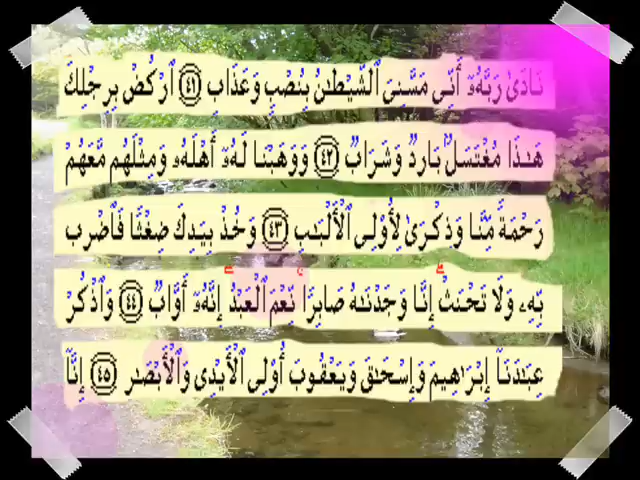 نَادَىٰ رَبَّهُۥٓ أَنِّى مَسَّنِىَ ٱلشَّيْطَٰنُ بِنُصْبٍ وَعَذَابٍ ﴿٤١﴾ ٱرْكُضْ بِرِجْلِكَ
هَٰذَا مُغْتَسَلٌۢ بَارِدٌ وَشَرَابٌ ﴿٤٢﴾ وَوَهَبْنَا لَهُۥٓ أَهْلَهُۥ وَمِثْلَهُم مَّعَهُمْ
رَحْمَةً مِّنَّا وَذِكْرَىٰ لِأُو۟لِى ٱلْأَلْبَٰبِ ﴿٤٣﴾ وَخُذْ بِيَدِكَ ضِغْثًا فَٱضْرِب
بِّهِۦ وَلَا تَحْنَثْ ۗ إِنَّا وَجَدْنَٰهُ صَابِرًا ۚ نِّعْمَ ٱلْعَبْدُ ۖ إِنَّهُۥٓ أَوَّابٌ ﴿٤٤﴾ وَٱذْكُرْ
عِبَٰدَنَآ إِبْرَٰهِيمَ وَإِسْحَٰقَ وَيَعْقُوبَ أُو۟لِى ٱلْأَيْدِى وَٱلْأَبْصَٰرِ ﴿٤٥﴾ إِنَّآ